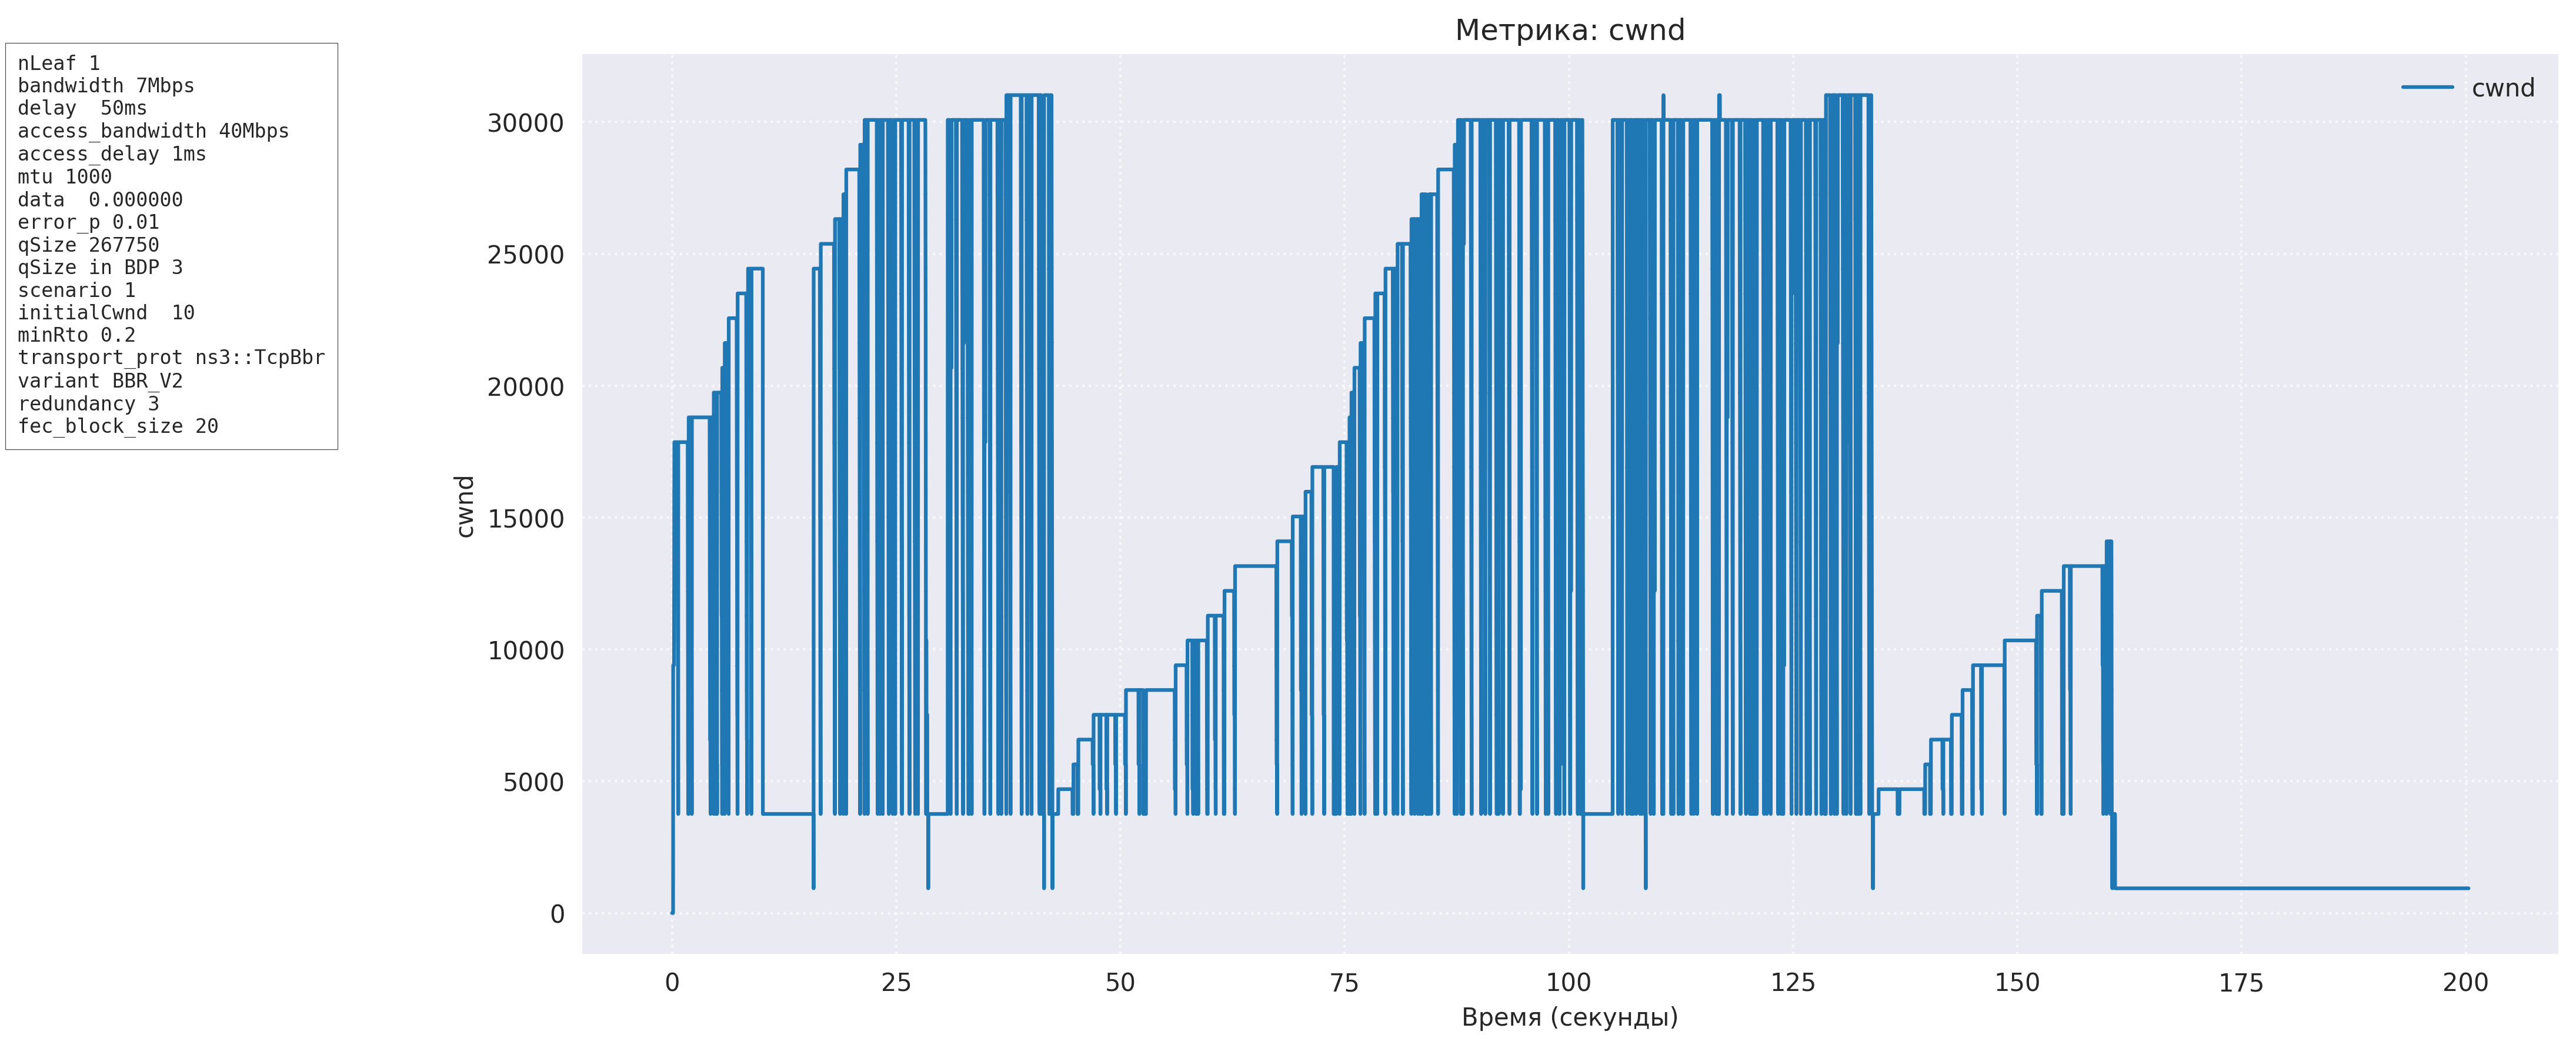 Метрика: cwnd
nLeaf 1
bandwidth 7Mbps
delay  50ms
access_bandwidth 40Mbps
access_delay 1ms
mtu 1000
data  0.000000
error_p 0.01
qSize 267750
qSize in BDP 3
scenario 1
initialCwnd  10
minRto 0.2
transport_prot ns3::TcpBbr
variant BBR_V2
redundancy 3
fec_block_size 20
cwnd
30000
25000
20000
15000
10000
5000
0
cwnd
0 25 50 75 100 125 150 175 200
Время (секунды)